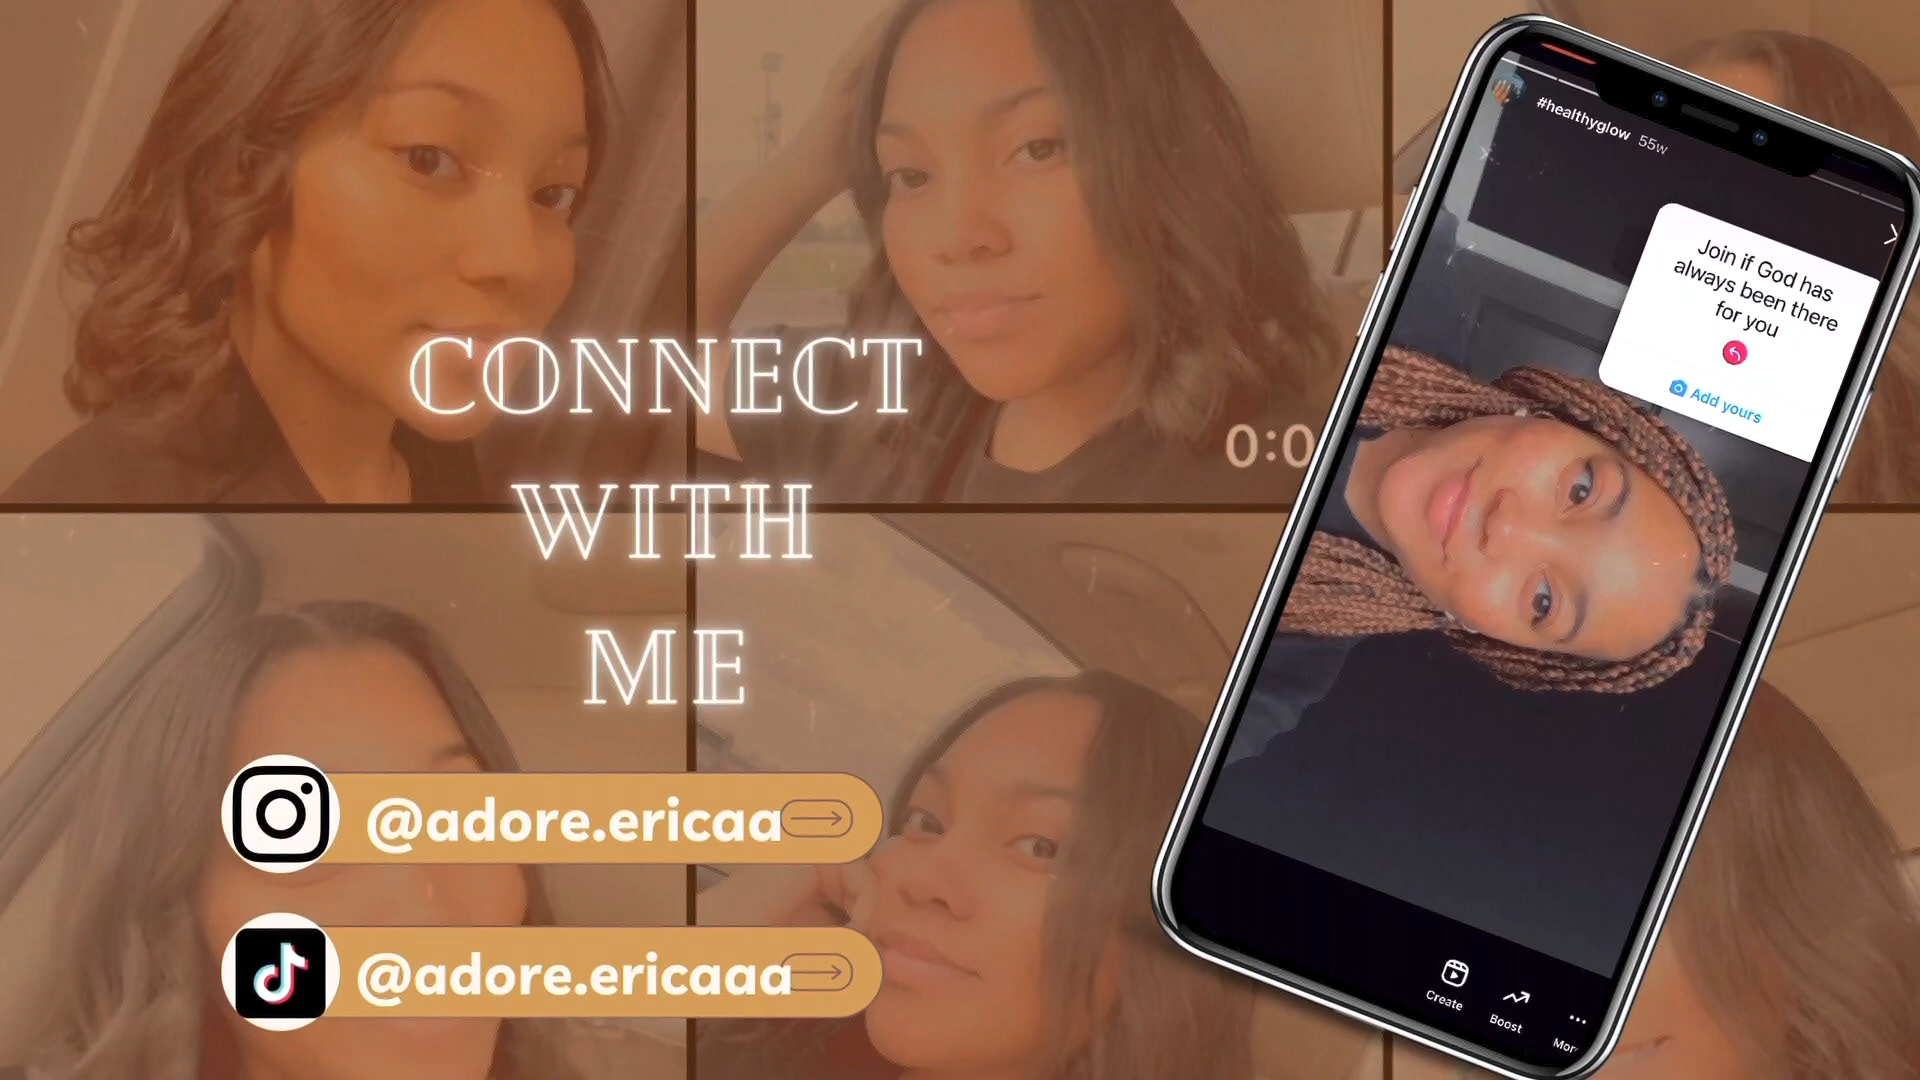 CONNECT
WITH
ME
@adore.ericaa
@adore.ericaaa
0:0
#healthyglow 55w
Join if God has
always been there
for you
Add yours
Create
Boost